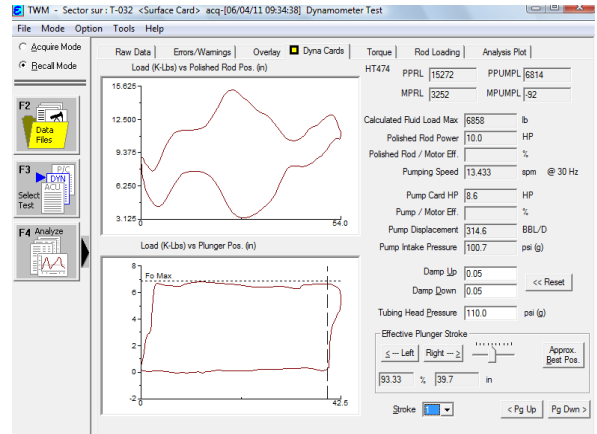 TWM - Sector sur : T-032 <Surface Card> acq-[06/04/11 09:34:38] Dynamometer Test
File Mode Option Tools Help
Acquire Mode
Recall Mode
Raw Data Errors/Warnings Overlay Dyna Cards Torque Rod Loading Analysis Plot
Load (K-Lbs) vs Polished Rod Pos. (in)
15.625
12.500
9.375
6.250
3.125
0 54.0
Load (K-Lbs) vs Plunger Pos. (in)
8
Fo Max
6
4
2
0
-2
0 42.5
F2
Data
Files
F3
P/C
DYN
ACU
Select
Test
F4 Analyze
HT474 PPRL 15272 PPUMPL 6814
MPRL 3252 MPUMPL -92
Calculated Fluid Load Max 6858 lb
Polished Rod Power 10.0 HP
Polished Rod / Motor Eff. %
Pumping Speed 13.433 spm @ 30 Hz
Pump Card HP 8.6 HP
Pump / Motor Eff. %
Pump Displacement 314.6 BBL/D
Pump Intake Pressure 100.7 psi (g)
Damp Up 0.05
Damp Down 0.05
<< Reset
Tubing Head Pressure 110.0 psi (g)
Effective Plunger Stroke
< -- Left Right -- > Approx.
Best Pos.
93.33 % 39.7 in
Stroke 1 < Pg Up Pg Dwn >